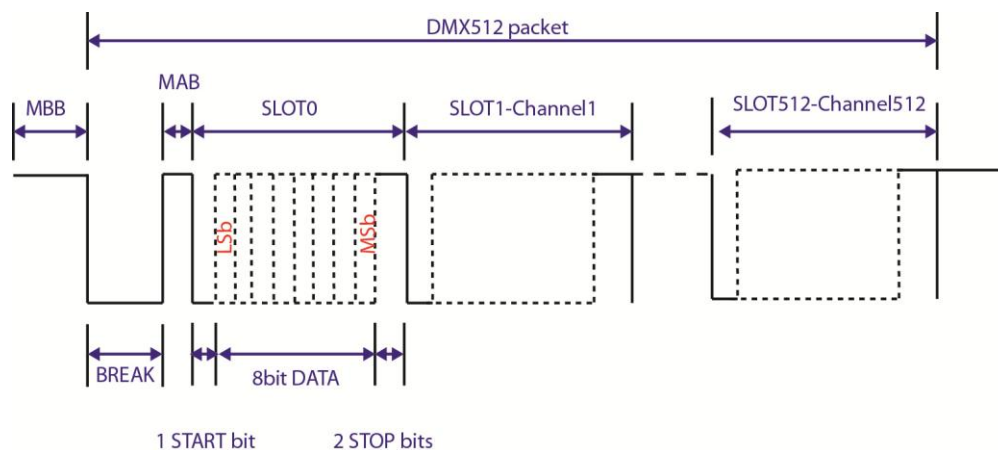 DMX512 packet
MAB
MBB
SLOT0
SLOT1-Channel1
SLOT512-Channel512
LSb
MSb
BREAK
8bit DATA
1 START bit
2 STOP bits